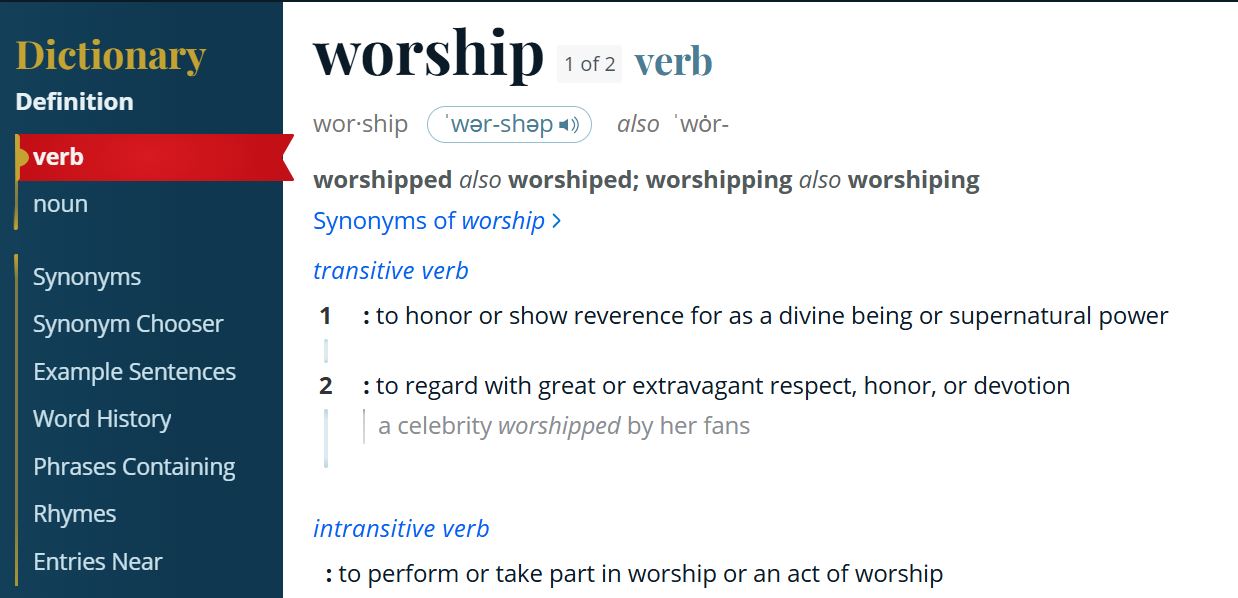 Dictionary
Definition
verb
noun
Synonyms
Synonym Chooser
Example Sentences
Word History
Phrases Containing
Rhymes
Entries Near
worship 1 of 2 verb
wor·ship ˈwər-shəp also ˈwȯr-
worshipped also worshiped; worshipping also worshiping
Synonyms of worship >
transitive verb
1 : to honor or show reverence for as a divine being or supernatural power
2 : to regard with great or extravagant respect, honor, or devotion
a celebrity worshipped by her fans
intransitive verb
: to perform or take part in worship or an act of worship